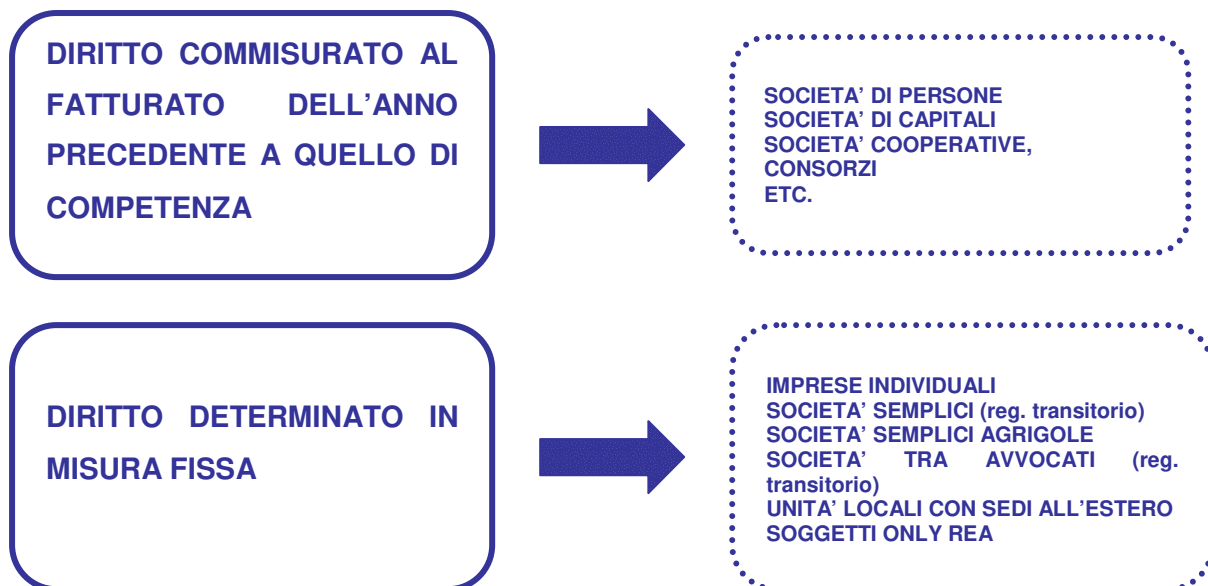 DIRITTO COMMISURATO AL
FATTURATO DELL'ANNO
PRECEDENTE A QUELLO DI
COMPETENZA
SOCIETA' DI PERSONE
SOCIETA' DI CAPITALI
SOCIETA' COOPERATIVE,
CONSORZI
ETC.
DIRITTO DETERMINATO IN
MISURA FISSA
IMPRESE INDIVIDUALI
SOCIETA' SEMPLICI (reg. transitorio)
SOCIETA' SEMPLICI AGRIGOLE
SOCIETA' TRA AVVOCATI (reg.
transitorio)
UNITA' LOCALI CON SEDI ALL'ESTERO
SOGGETTI ONLY REA